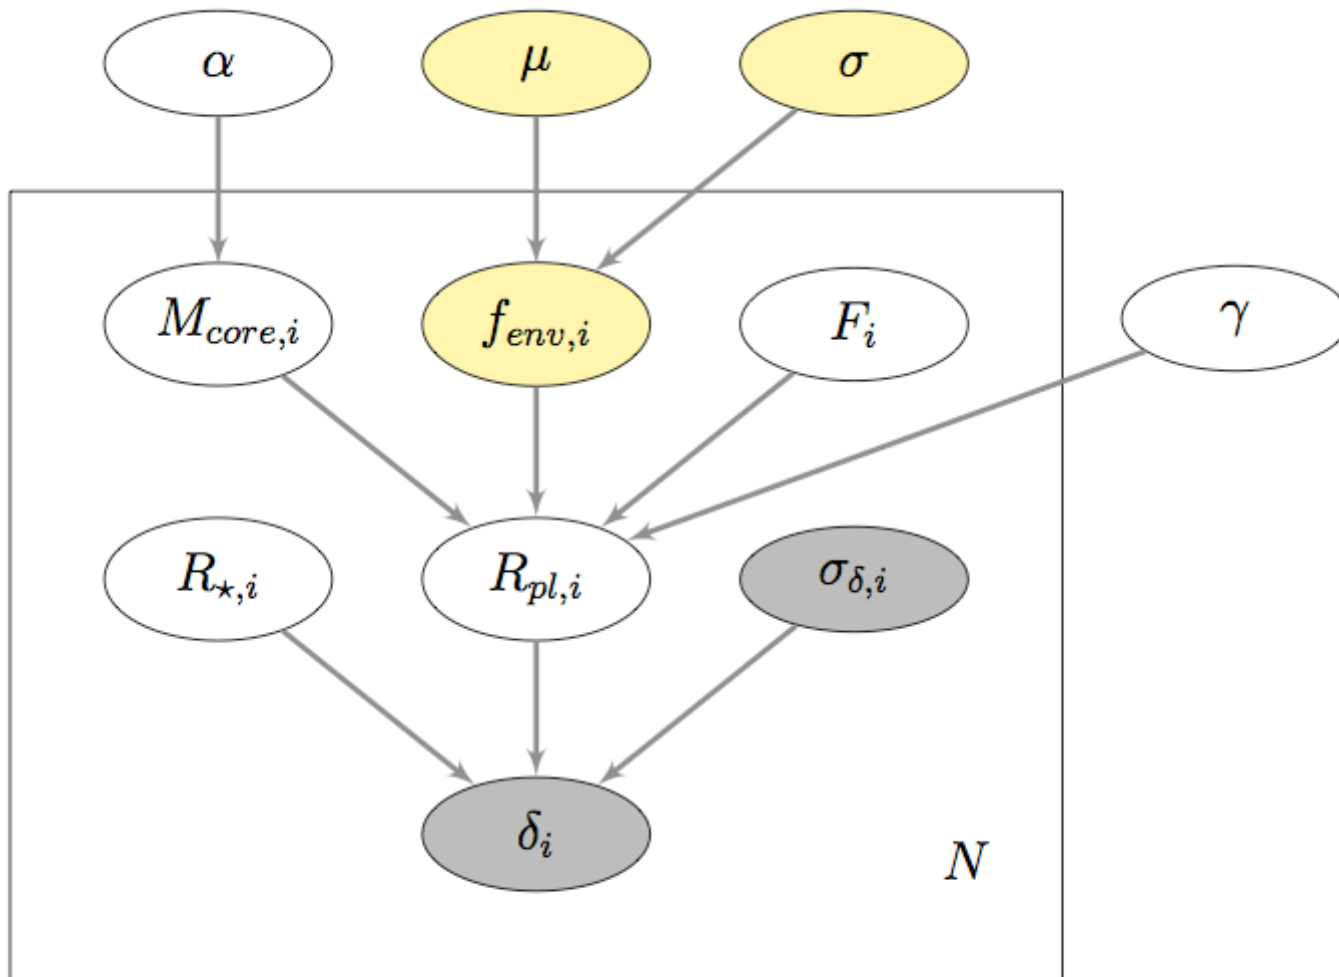 α μ σ
M_{core,i} f_{env,i} F_i γ
R_{⋆,i} R_{pl,i} σ_{δ,i}
δ_i N